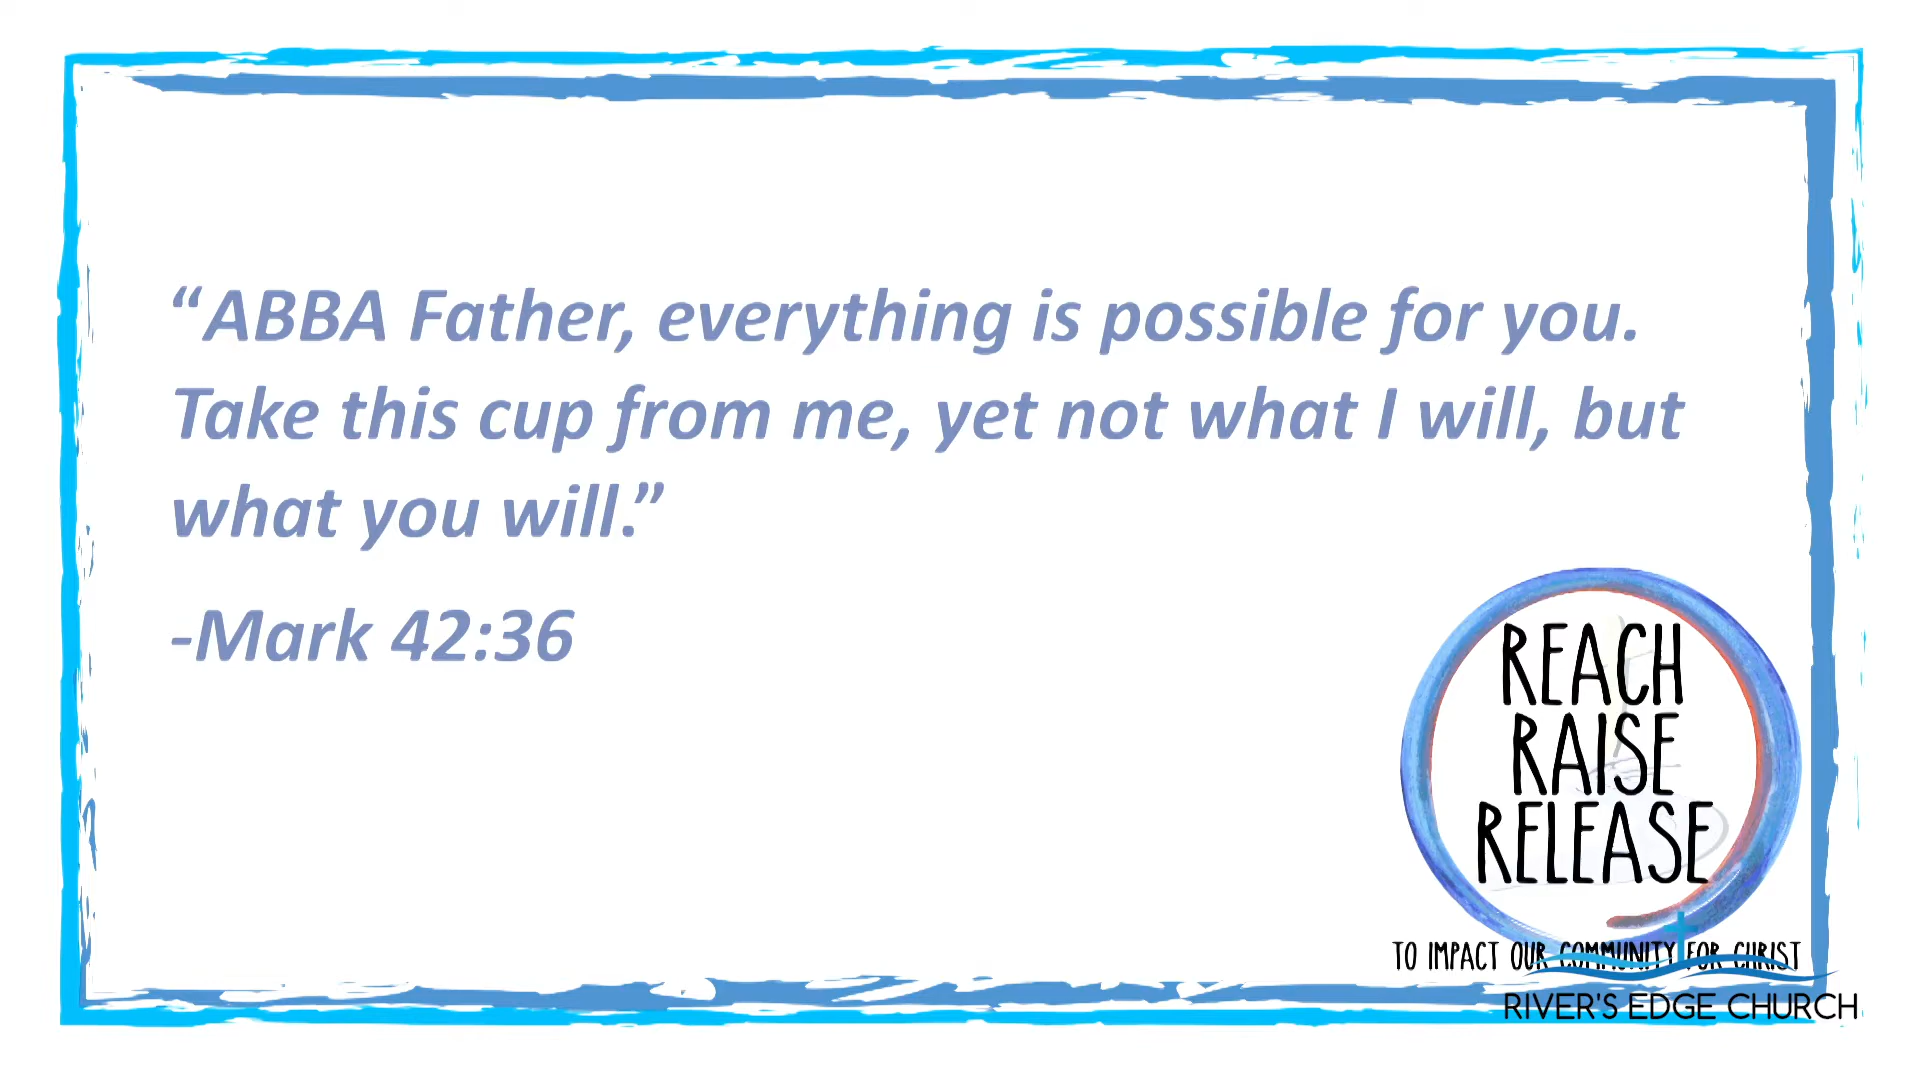 “ABBA Father, everything is possible for you.
Take this cup from me, yet not what I will, but
what you will.”
-Mark 42:36
REACH
RAISE
RELEASE
TO IMPACT OUR COMMUNITY FOR CHRIST
RIVER'S EDGE CHURCH